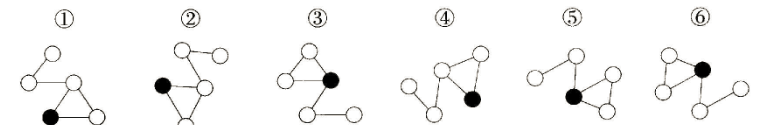 ① ② ③ ④ ⑤ ⑥